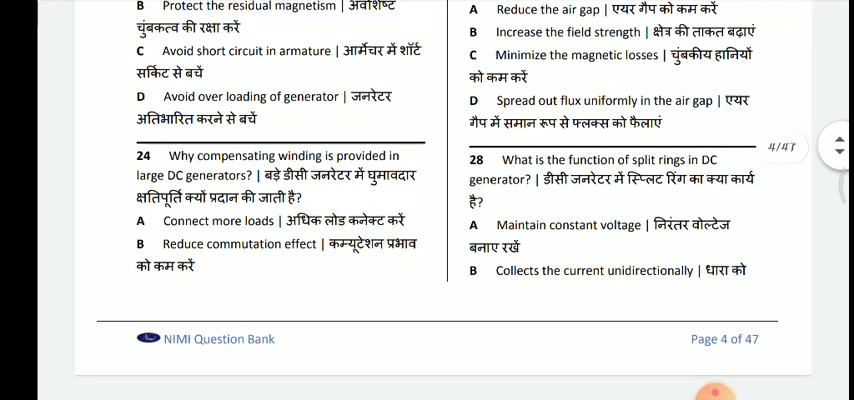 B Protect the residual magnetism | अवशिष्ट
चुंबकत्व की रक्षा करें
C Avoid short circuit in armature | आर्मेचर में शॉर्ट
सर्किट से बचें
D Avoid over loading of generator | जनरेटर
अतिभारित करने से बचें
24 Why compensating winding is provided in
large DC generators? | बड़े डीसी जनरेटर में घुमावदार
क्षतिपूर्ति क्यों प्रदान की जाती है?
A Connect more loads | अधिक लोड कनेक्ट करें
B Reduce commutation effect | कम्यूटेशन प्रभाव
को कम करें
A Reduce the air gap | एयर गैप को कम करें
B Increase the field strength | क्षेत्र की ताकत बढ़ाएं
C Minimize the magnetic losses | चुंबकीय हानियों
को कम करें
D Spread out flux uniformly in the air gap | एयर
गैप में समान रूप से फ्लक्स को फैलाएं
28 What is the function of split rings in DC
generator? | डीसी जनरेटर में स्प्लिट रिंग का क्या कार्य
है?
A Maintain constant voltage | निरंतर वोल्टेज
बनाए रखें
B Collects the current unidirectionally | धारा को
4/47
NIMI Question Bank
Page 4 of 47